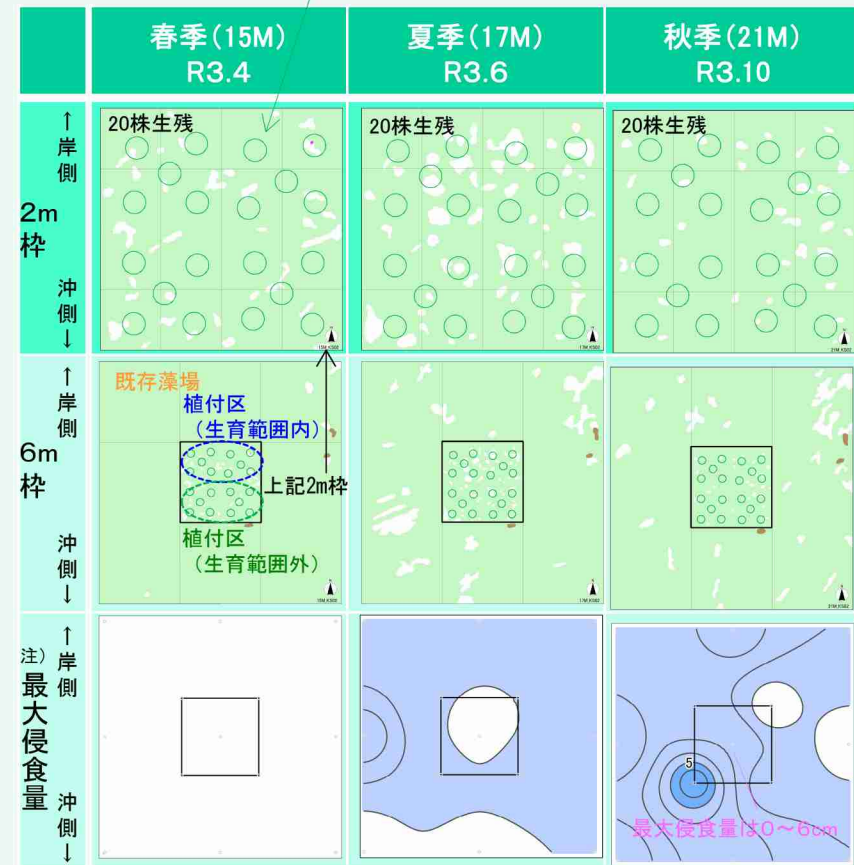 春季(15M)
R3.4
夏季(17M)
R3.6
秋季(21M)
R3.10
↑岸側
2m枠
沖側↓
20株生残
20株生残
20株生残
↑岸側
6m枠
沖側↓
既存藻場
植付区
(生育範囲内)
上記2m枠
植付区
(生育範囲外)
↑岸側
注)
最大侵食量
沖側↓
5
最大侵食量は0～6cm